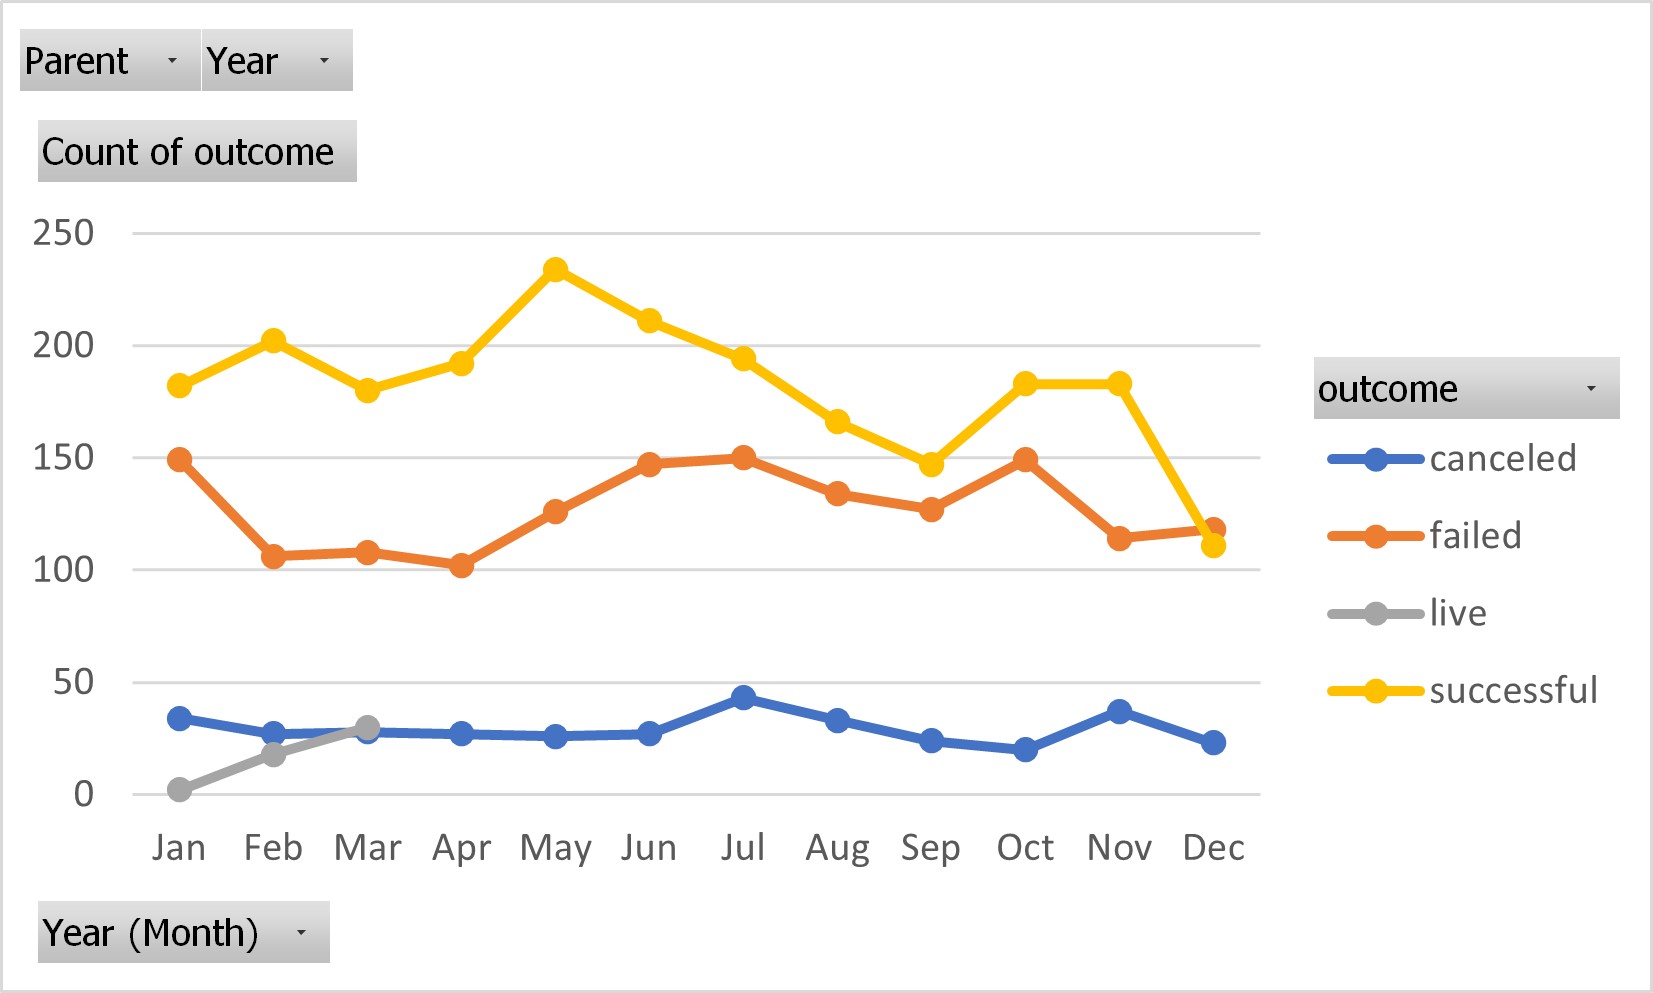 Parent Year
Count of outcome
250
200
150
100
50
0
Jan Feb Mar Apr May Jun Jul Aug Sep Oct Nov Dec
Year (Month)
outcome
canceled
failed
live
successful